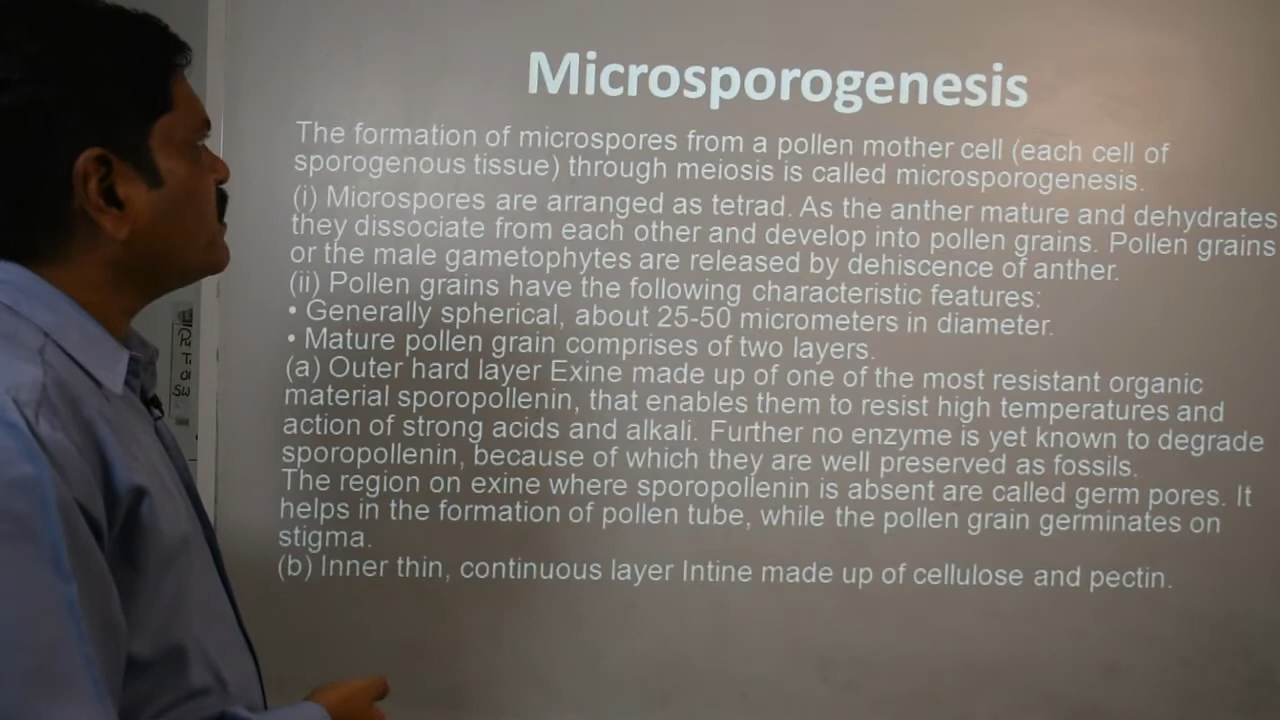 Microsporogenesis
The formation of microspores from a pollen mother cell (each cell of
sporogenous tissue) through meiosis is called microsporogenesis.
(i) Microspores are arranged as tetrad. As the anther mature and dehydrates
they dissociate from each other and develop into pollen grains. Pollen grains
or the male gametophytes are released by dehiscence of anther.
(ii) Pollen grains have the following characteristic features:
• Generally spherical, about 25-50 micrometers in diameter.
• Mature pollen grain comprises of two layers.
(a) Outer hard layer Exine made up of one of the most resistant organic
material sporopollenin, that enables them to resist high temperatures and
action of strong acids and alkali. Further no enzyme is yet known to degrade
sporopollenin, because of which they are well preserved as fossils.
The region on exine where sporopollenin is absent are called germ pores. It
helps in the formation of pollen tube, while the pollen grain germinates on
stigma.
(b) Inner thin, continuous layer Intine made up of cellulose and pectin.